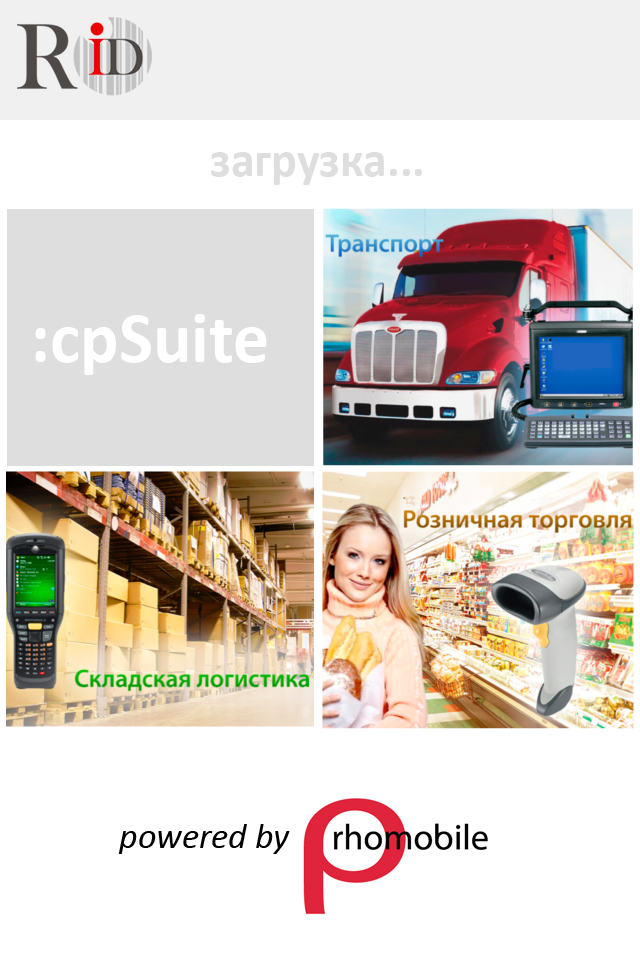 RiD
загрузка...
:cpSuite
Транспорт
Складская логистика
Розничная торговля
powered by rhomobile